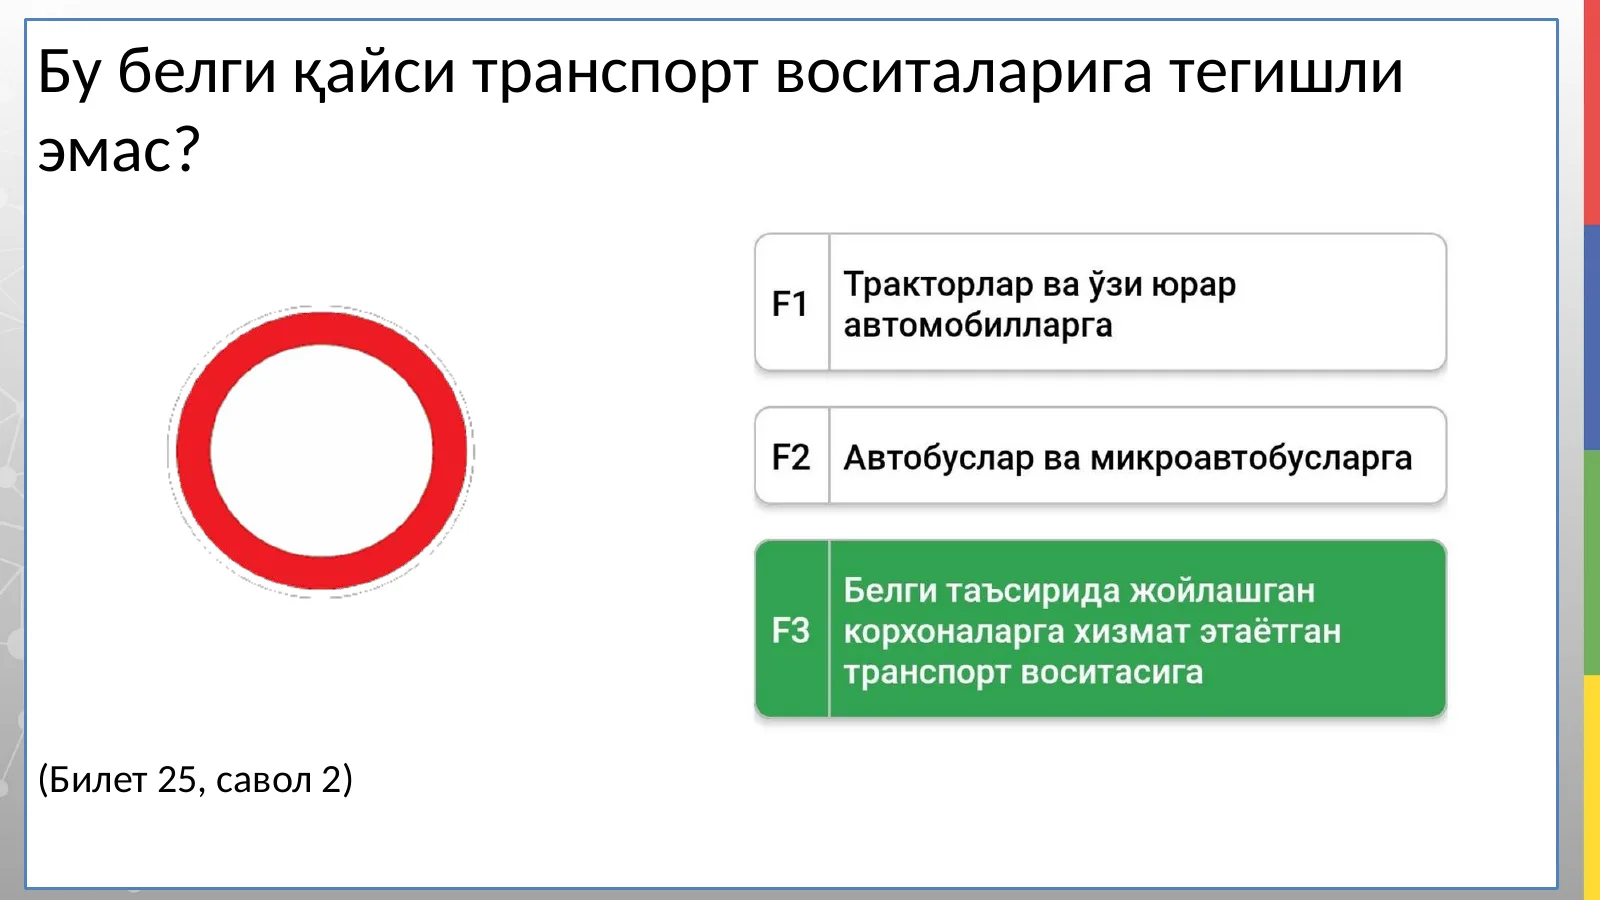 Бу белги қайси транспорт воситаларига тегишли
эмас?
F1
Тракторлар ва ўзи юрар
автомобилларга
F2
Автобуслар ва микроавтобусларга
F3
Белги таъсирида жойлашган
корхоналарга хизмат этаётган
транспорт воситасига
(Билет 25, савол 2)